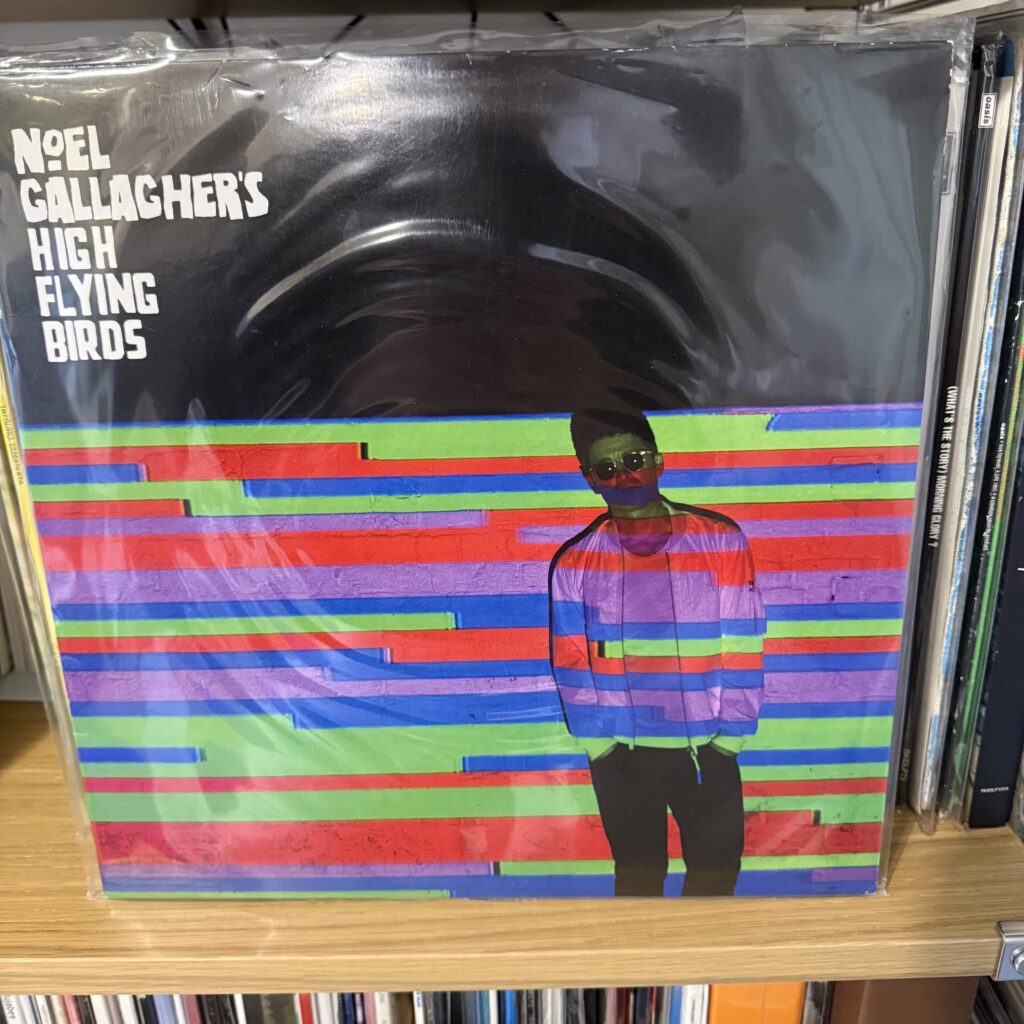 NOEL
GALLAGHER'S
HIGH
FLYING
BIRDS
oasis
(WHAT'S THE STORY) MORNING GLORY ?